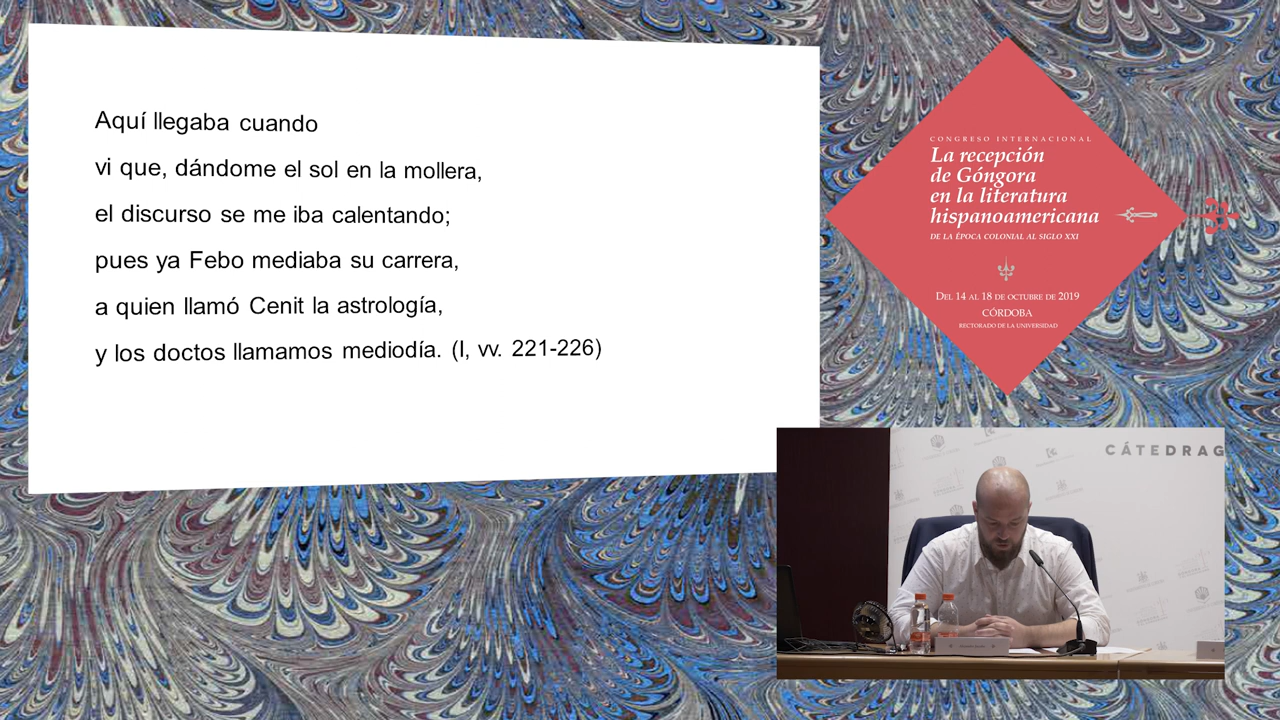 Aquí llegaba cuando
vi que, dándome el sol en la mollera,
el discurso se me iba calentando;
pues ya Febo mediaba su carrera,
a quien llamó Cenit la astrología,
y los doctos llamamos mediodía. (I, vv. 221-226)
CONGRESO INTERNACIONAL
La recepción
de Góngora
en la literatura
hispanoamericana
DE LA ÉPOCA COLONIAL AL SIGLO XXI
DEL 14 AL 18 DE OCTUBRE DE 2019
CÓRDOBA
RECTORADO DE LA UNIVERSIDAD
CÁTEDRAG